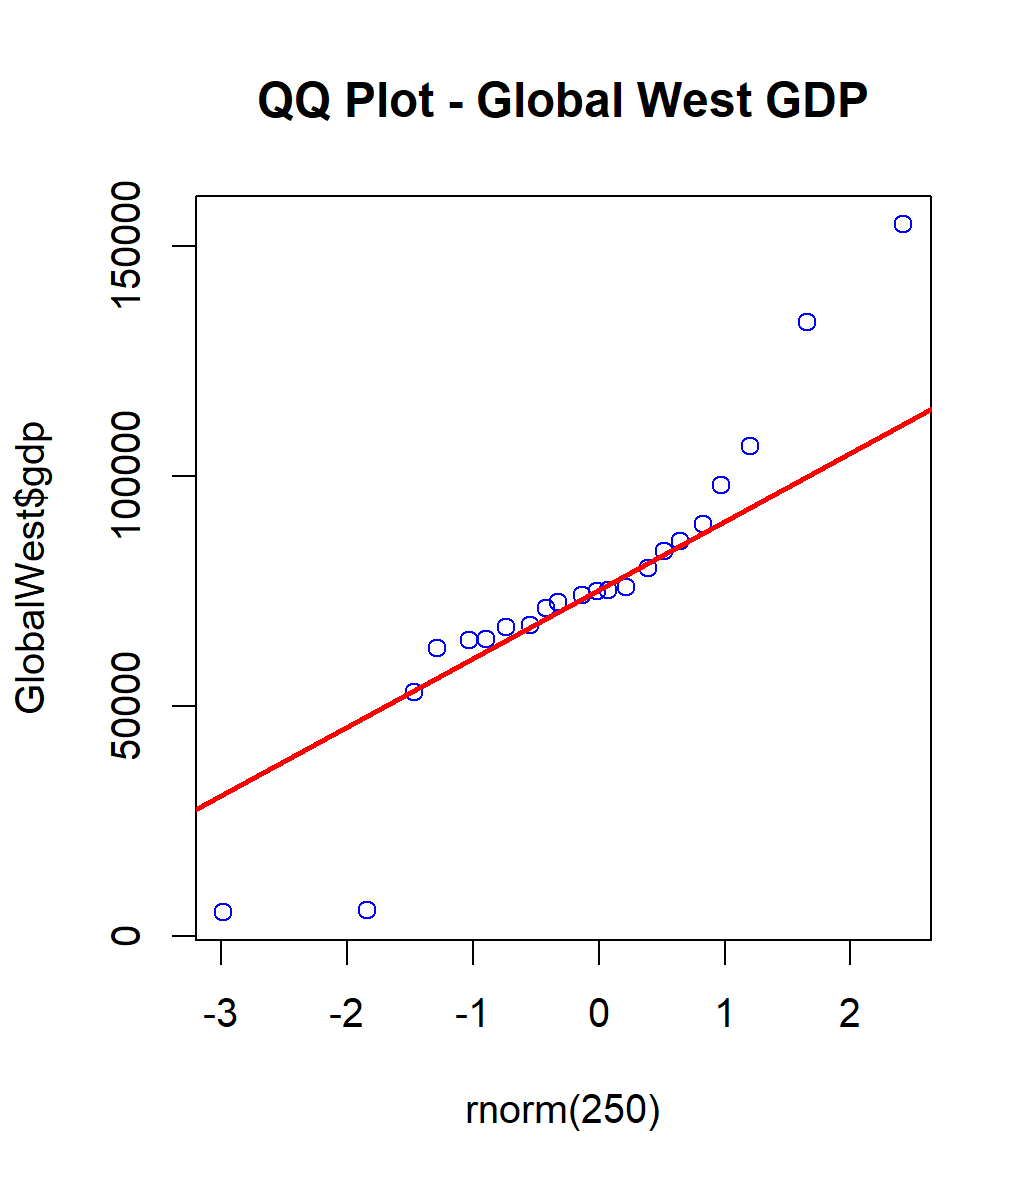 QQ Plot - Global West GDP
GlobalWest$gdp
150000
100000
50000
0
-3 -2 -1 0 1 2
rnorm(250)